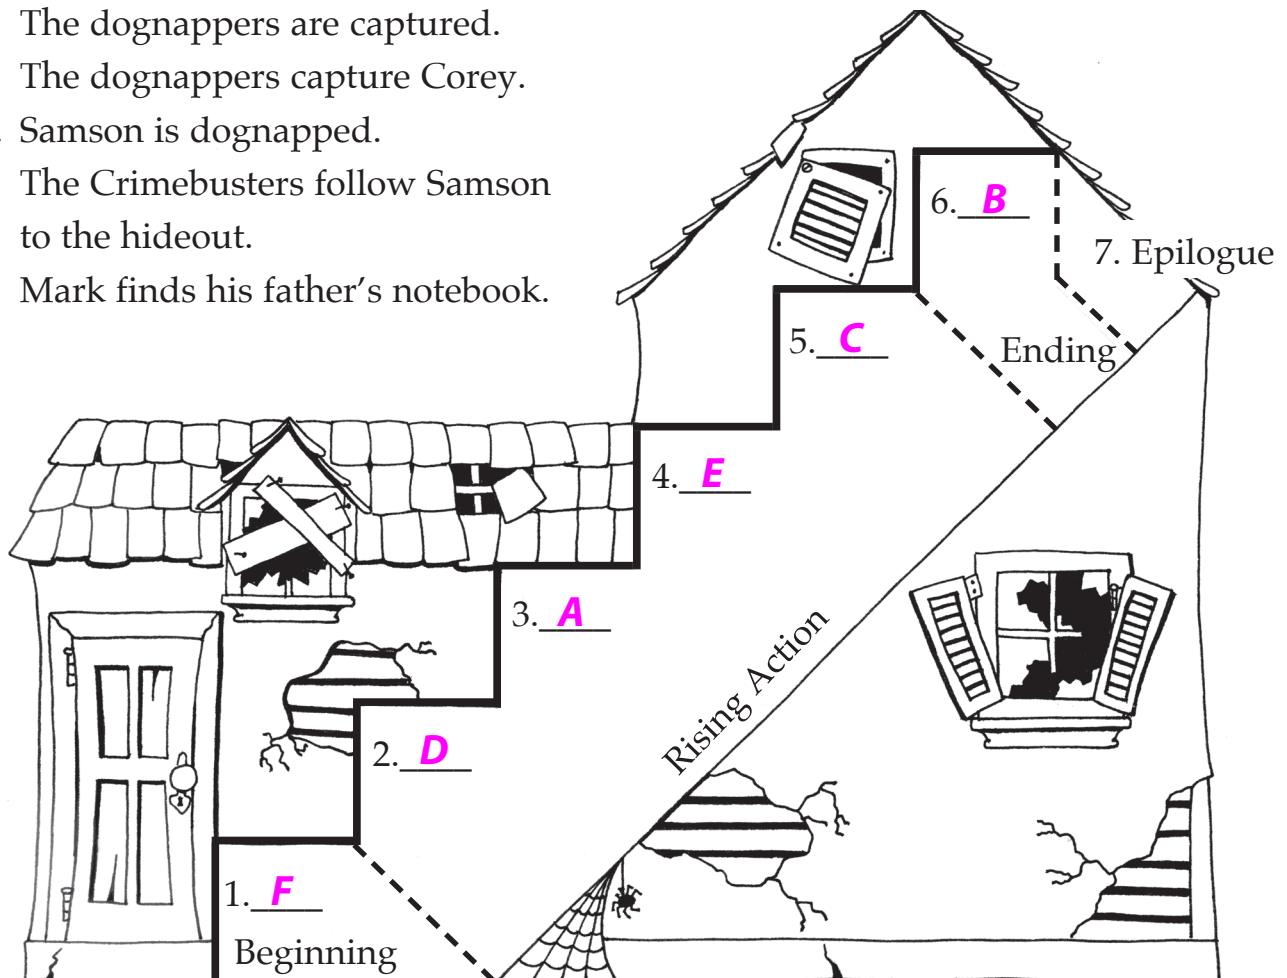 The dognappers are captured.
The dognappers capture Corey.
Samson is dognapped.
The Crimebusters follow Samson
to the hideout.
Mark finds his father's notebook.
6. B
7. Epilogue
5. C
Ending
4. E
3. A
Rising Action
2. D
1. F
Beginning